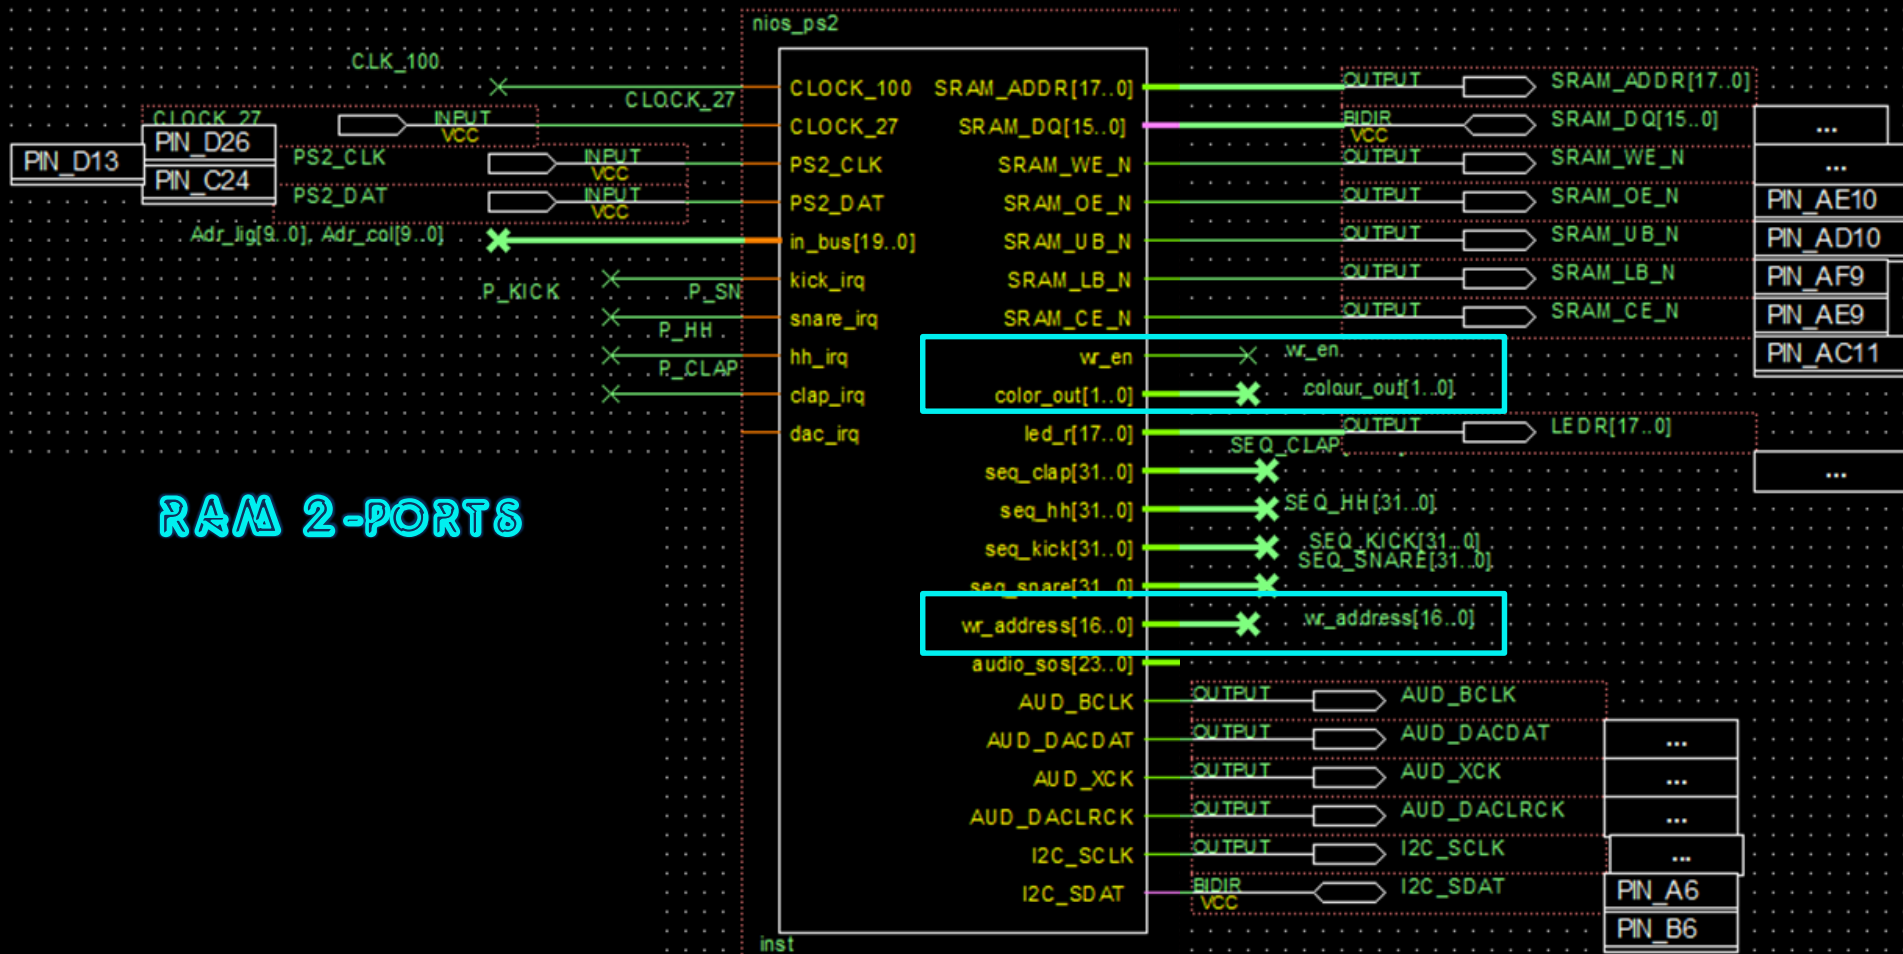 nios_ps2
CLK_100
CLOCK_27
CLOCK_27
INPUT
VCC
PIN_D26
PIN_D13
PIN_C24
PS2_CLK
INPUT
VCC
PS2_DAT
INPUT
VCC
Adr_lig[9..0], Adr_col[9..0]
P_KICK
P_SN
P_HH
P_CLAP
CLOCK_100
CLOCK_27
PS2_CLK
PS2_DAT
in_bus[19..0]
kick_irq
snare_irq
hh_irq
clap_irq
dac_irq
SRAM_ADDR[17..0]
SRAM_DQ[15..0]
SRAM_WE_N
SRAM_OE_N
SRAM_UB_N
SRAM_LB_N
SRAM_CE_N
wr_en
color_out[1..0]
led_r[17..0]
seq_clap[31..0]
seq_hh[31..0]
seq_kick[31..0]
seq_snare[31..0]
wr_address[16..0]
audio_sos[23..0]
AUD_BCLK
AUD_DACDAT
AUD_XCK
AUD_DACLRCK
I2C_SCLK
I2C_SDAT
inst
OUTPUT SRAM_ADDR[17..0]
BIDIR
VCC
SRAM_DQ[15..0]
...
OUTPUT SRAM_WE_N
...
OUTPUT SRAM_OE_N
PIN_AE10
OUTPUT SRAM_UB_N
PIN_AD10
OUTPUT SRAM_LB_N
PIN_AF9
OUTPUT SRAM_CE_N
PIN_AE9
PIN_AC11
wr_en
colour_out[1..0]
OUTPUT LEDR[17..0]
...
SEQ_CLAP
SEQ_HH[31..0]
SEQ_KICK[31..0]
SEQ_SNARE[31..0]
wr_address[16..0]
OUTPUT AUD_BCLK
OUTPUT AUD_DACDAT
...
OUTPUT AUD_XCK
...
OUTPUT AUD_DACLRCK
...
OUTPUT I2C_SCLK
...
BIDIR
VCC
I2C_SDAT
PIN_A6
PIN_B6
RAM 2-PORTS